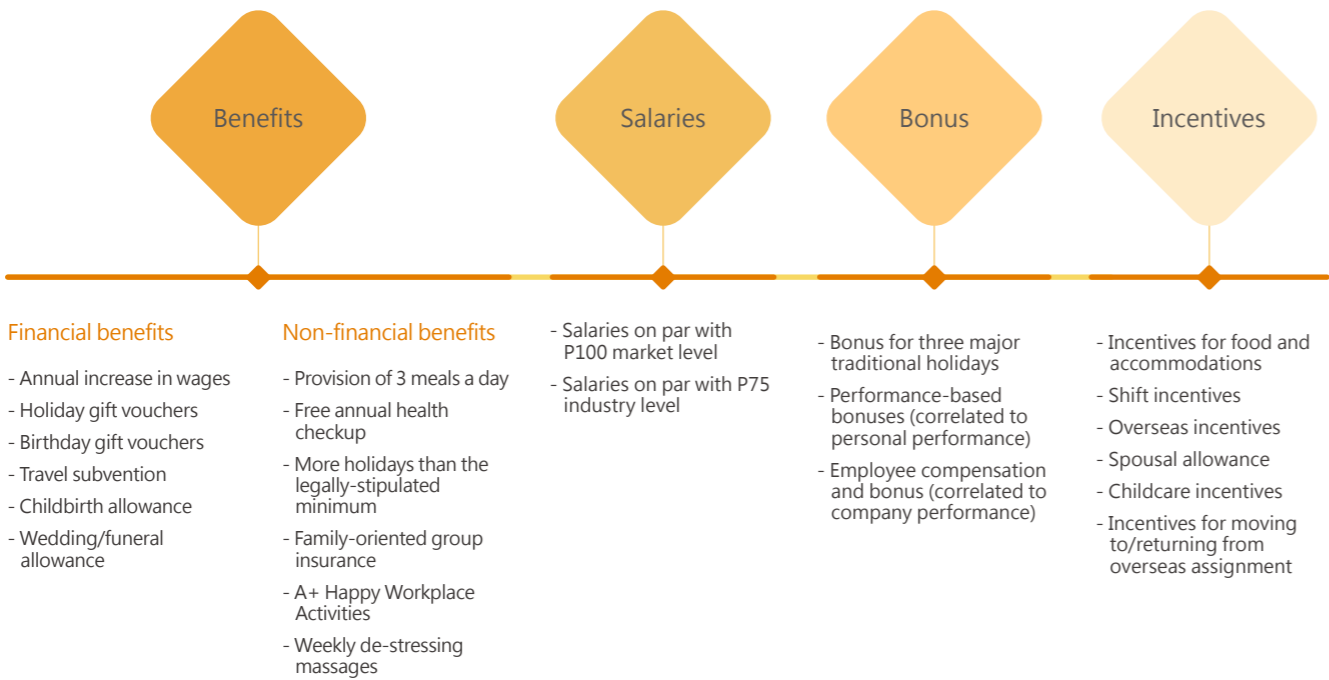 Benefits
Salaries
Bonus
Incentives
Financial benefits
- Annual increase in wages
- Holiday gift vouchers
- Birthday gift vouchers
- Travel subvention
- Childbirth allowance
- Wedding/funeral
allowance
Non-financial benefits
- Provision of 3 meals a day
- Free annual health
checkup
- More holidays than the
legally-stipulated
minimum
- Family-oriented group
insurance
- A+ Happy Workplace
Activities
- Weekly de-stressing
massages
- Salaries on par with
P100 market level
- Salaries on par with P75
industry level
- Bonus for three major
traditional holidays
- Performance-based
bonuses (correlated to
personal performance)
- Employee compensation
and bonus (correlated to
company performance)
- Incentives for food and
accommodations
- Shift incentives
- Overseas incentives
- Spousal allowance
- Childcare incentives
- Incentives for moving
to/returning from
overseas assignment